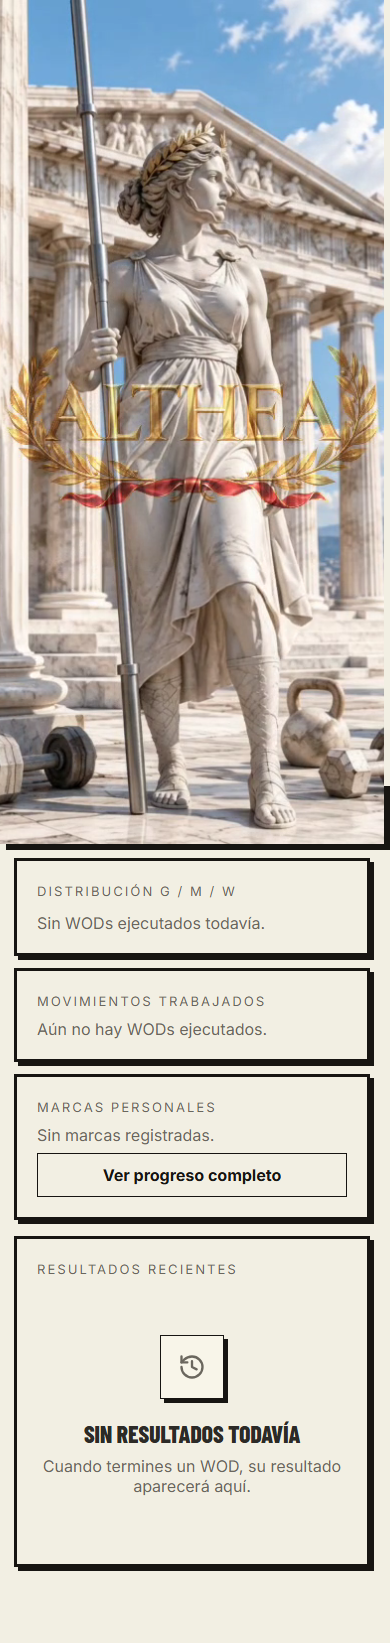 ALTHEA
DISTRIBUCIÓN G / M / W
Sin WODs ejecutados todavía.
MOVIMIENTOS TRABAJADOS
Aún no hay WODs ejecutados.
MARCAS PERSONALES
Sin marcas registradas.
Ver progreso completo
RESULTADOS RECIENTES
SIN RESULTADOS TODAVÍA
Cuando termines un WOD, su resultado
aparecerá aquí.